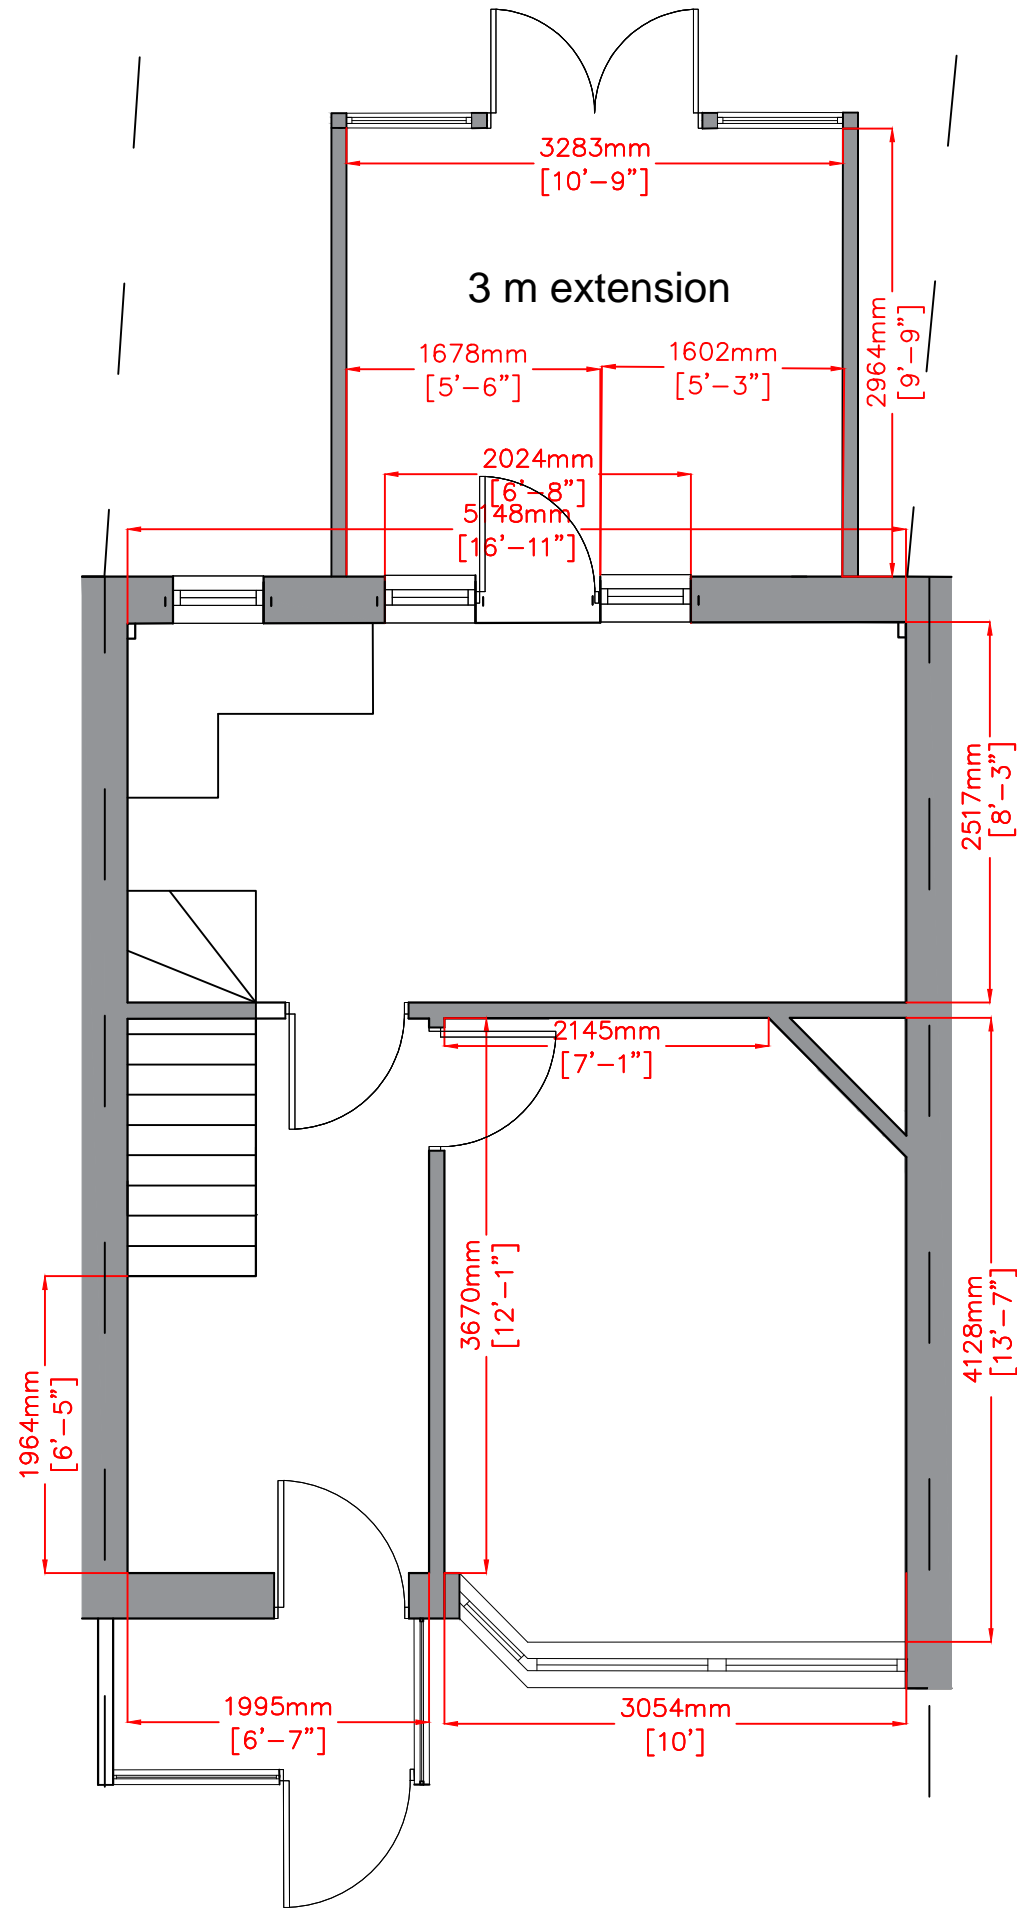 3283mm
[10'-9"]
3 m extension
2964mm
[9'-9"]
1678mm
[5'-6"]
1602mm
[5'-3"]
2024mm
[6'-8"]
5148mm
[16'-11"]
2517mm
[8'-3"]
2145mm
[7'-1"]
3670mm
[12'-1"]
4128mm
[13'-7"]
1964mm
[6'-5"]
1995mm
[6'-7"]
3054mm
[10']